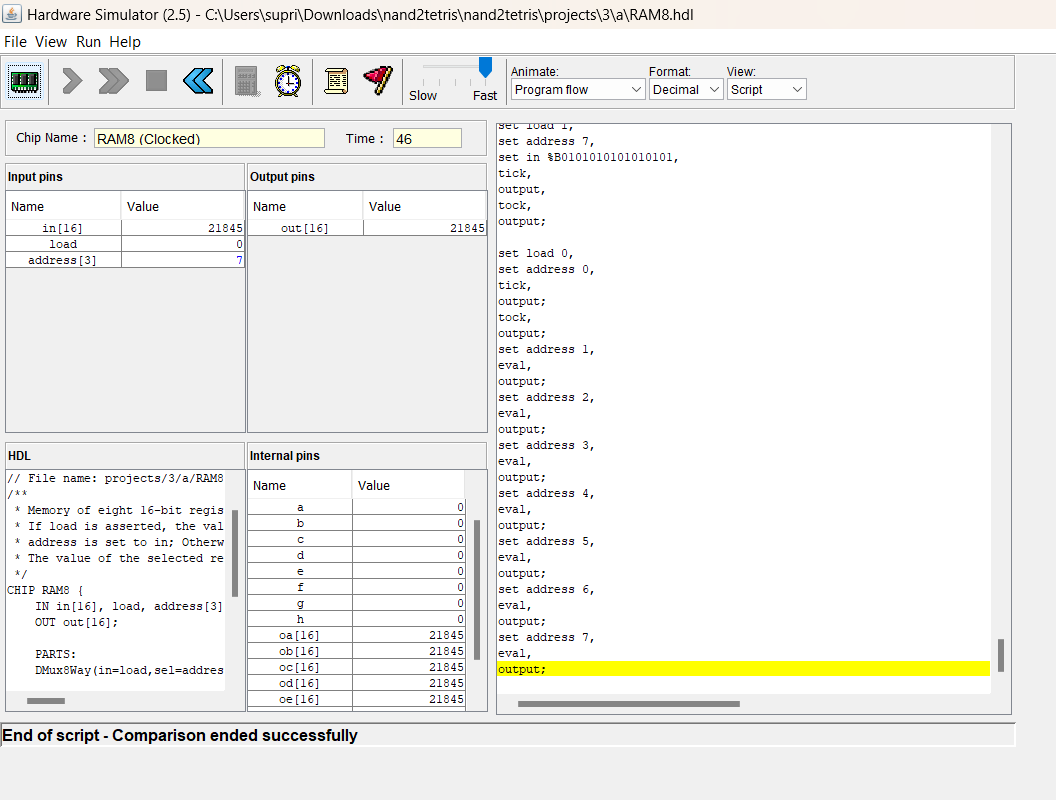 Hardware Simulator (2.5) - C:\Users\supri\Downloads\nand2tetris\nand2tetris\projects\3\a\RAM8.hdl
File View Run Help
Slow Fast
Animate: Format: View:
Program flow Decimal Script
Chip Name : RAM8 (Clocked) Time : 46
Input pins
Name Value
in[16] 21845
load 0
address[3] 7
Output pins
Name Value
out[16] 21845
HDL
// File name: projects/3/a/RAM8
/**
* Memory of eight 16-bit regis
* If load is asserted, the val
* address is set to in; Otherw
* The value of the selected re
*/
CHIP RAM8 {
IN in[16], load, address[3]
OUT out[16];
PARTS:
DMux8Way(in=load,sel=addres
Internal pins
Name Value
a 0
b 0
c 0
d 0
e 0
f 0
g 0
h 0
oa[16] 21845
ob[16] 21845
oc[16] 21845
od[16] 21845
oe[16] 21845
set load 1,
set address 7,
set in %B0101010101010101,
tick,
output,
tock,
output;
set load 0,
set address 0,
tick,
output;
tock,
output;
set address 1,
eval,
output;
set address 2,
eval,
output;
set address 3,
eval,
output;
set address 4,
eval,
output;
set address 5,
eval,
output;
set address 6,
eval,
output;
set address 7,
eval,
output;
End of script - Comparison ended successfully